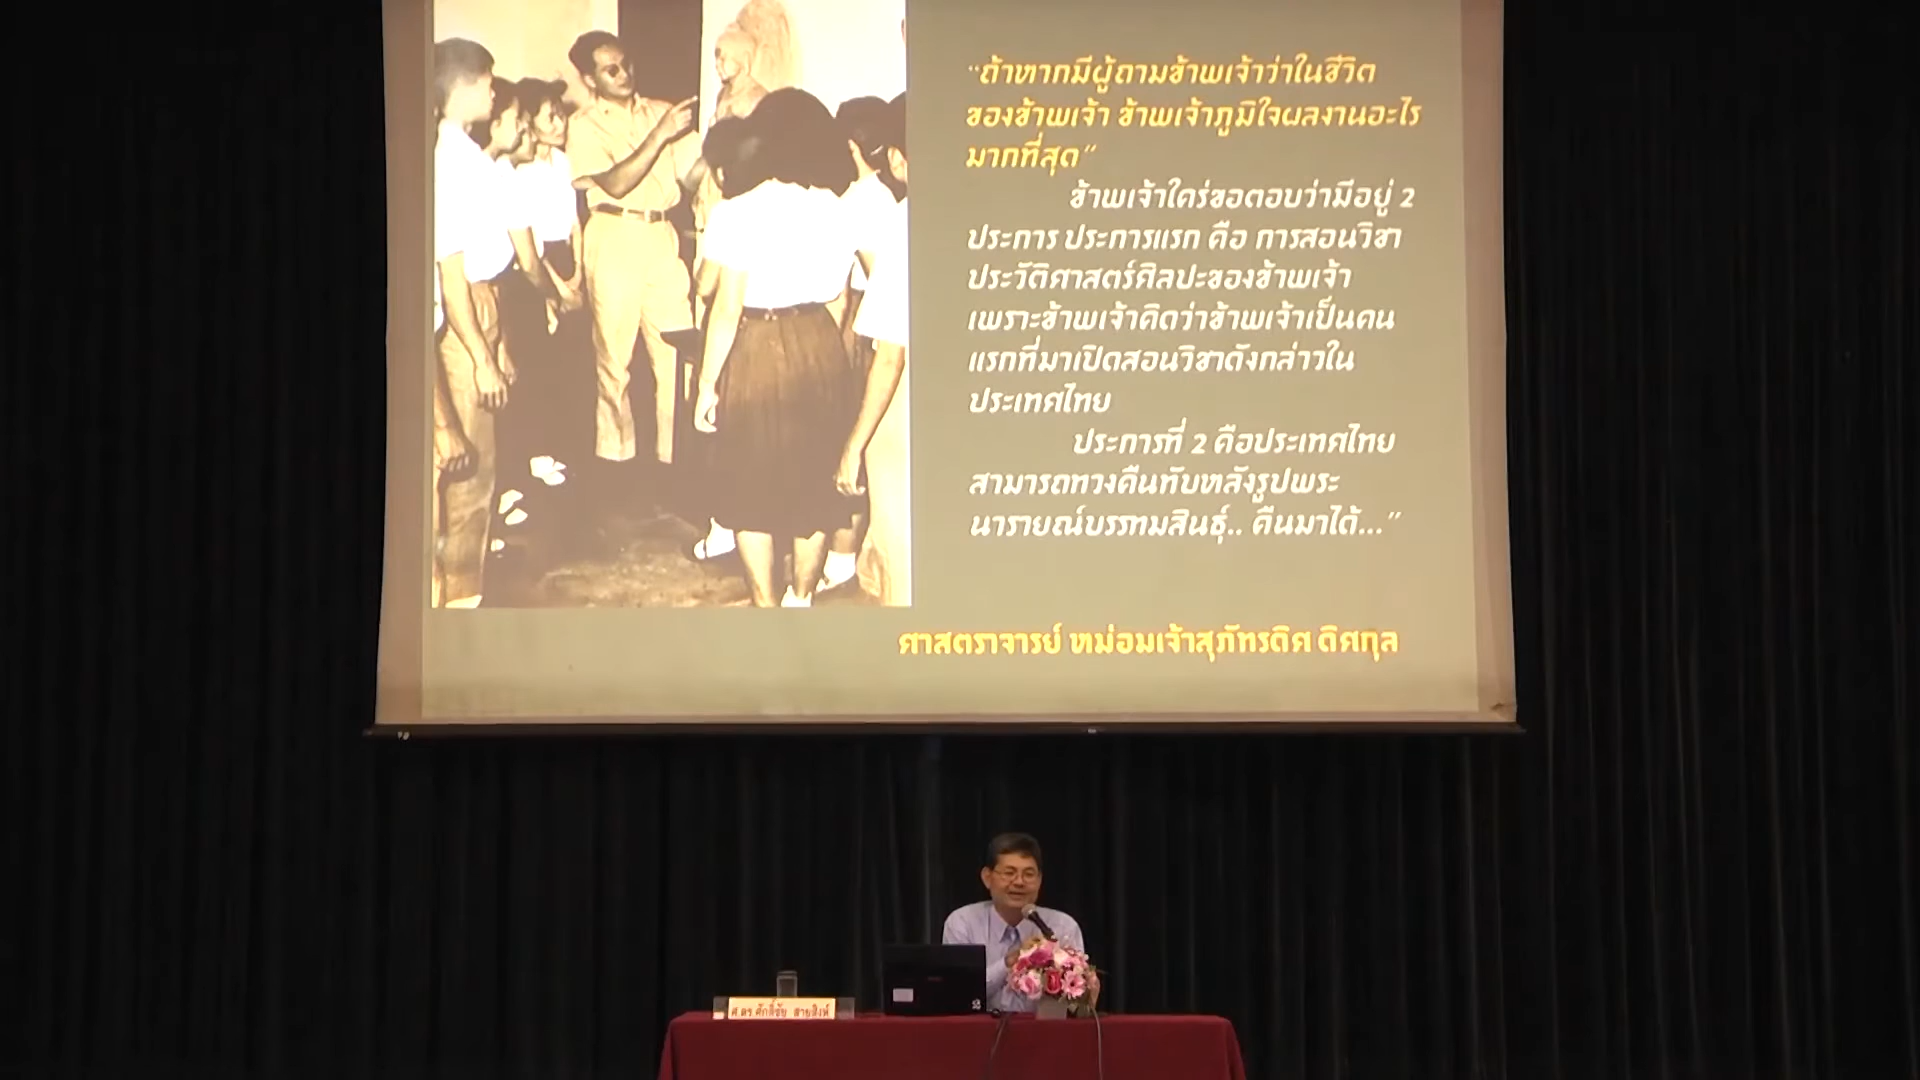 “ถ้าหากมีผู้ถามข้าพเจ้าว่าในชีวิต
ของข้าพเจ้า ข้าพเจ้าภูมิใจผลงานอะไร
มากที่สุด”
ข้าพเจ้าใคร่ขอตอบว่ามีอยู่ 2
ประการ ประการแรก คือ การสอนวิชา
ประวัติศาสตร์ศิลปะของข้าพเจ้า
เพราะข้าพเจ้าคิดว่าข้าพเจ้าเป็นคน
แรกที่มาเปิดสอนวิชาดังกล่าวใน
ประเทศไทย
ประการที่ 2 คือประเทศไทย
สามารถทวงคืนทับหลังรูปพระ
นารายณ์บรรทมสินธุ์.. คืนมาได้...”
ศาสตราจารย์ หม่อมเจ้าสุภัทรดิศ ดิศกุล
ศ.ดร.ศักดิ์ชัย สายสิงห์